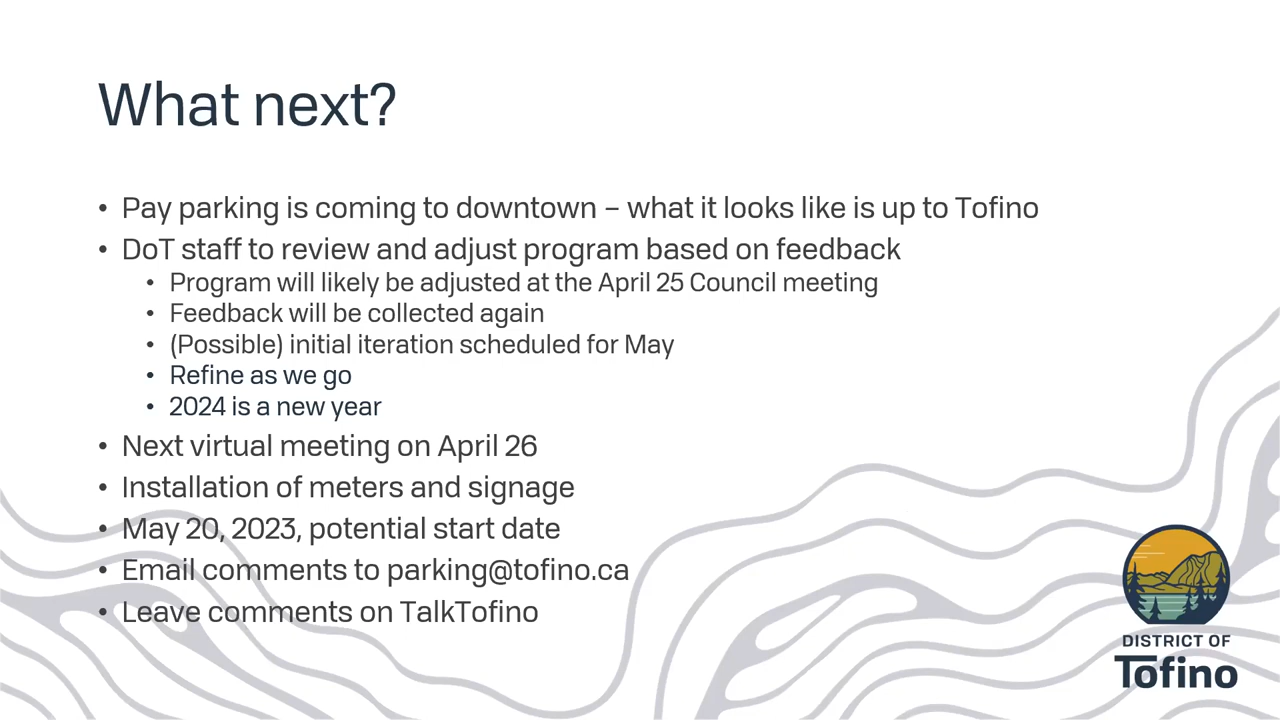 What next?
• Pay parking is coming to downtown – what it looks like is up to Tofino
• DoT staff to review and adjust program based on feedback
• Program will likely be adjusted at the April 25 Council meeting
• Feedback will be collected again
• (Possible) initial iteration scheduled for May
• Refine as we go
• 2024 is a new year
• Next virtual meeting on April 26
• Installation of meters and signage
• May 20, 2023, potential start date
• Email comments to parking@tofino.ca
• Leave comments on TalkTofino
DISTRICT OF
Tofino